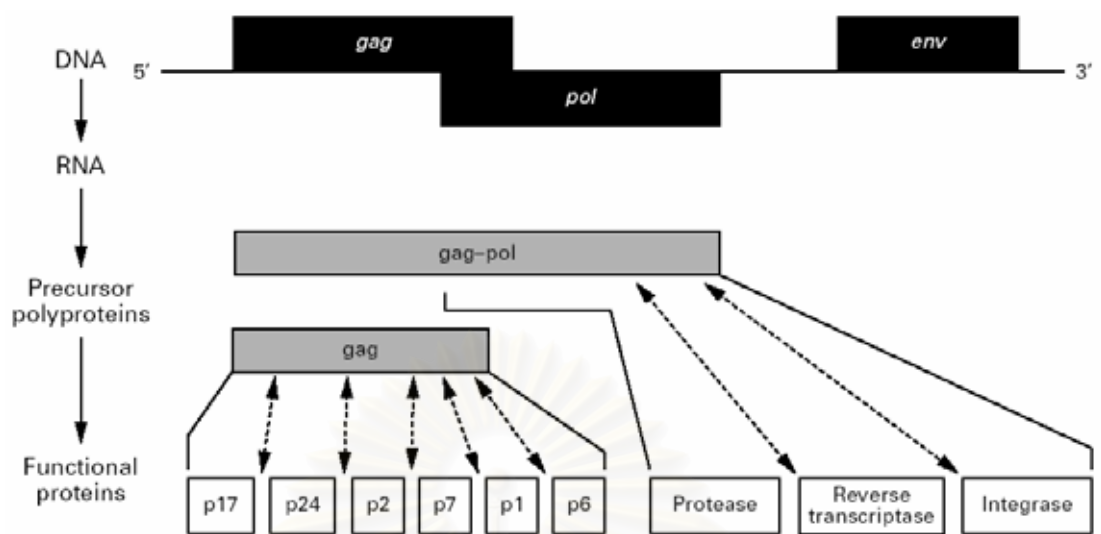 gag
env
DNA
5′
3′
pol
RNA
gag–pol
Precursor
polyproteins
gag
Functional
proteins
p17
p24
p2
p7
p1
p6
Protease
Reverse
transcriptase
Integrase